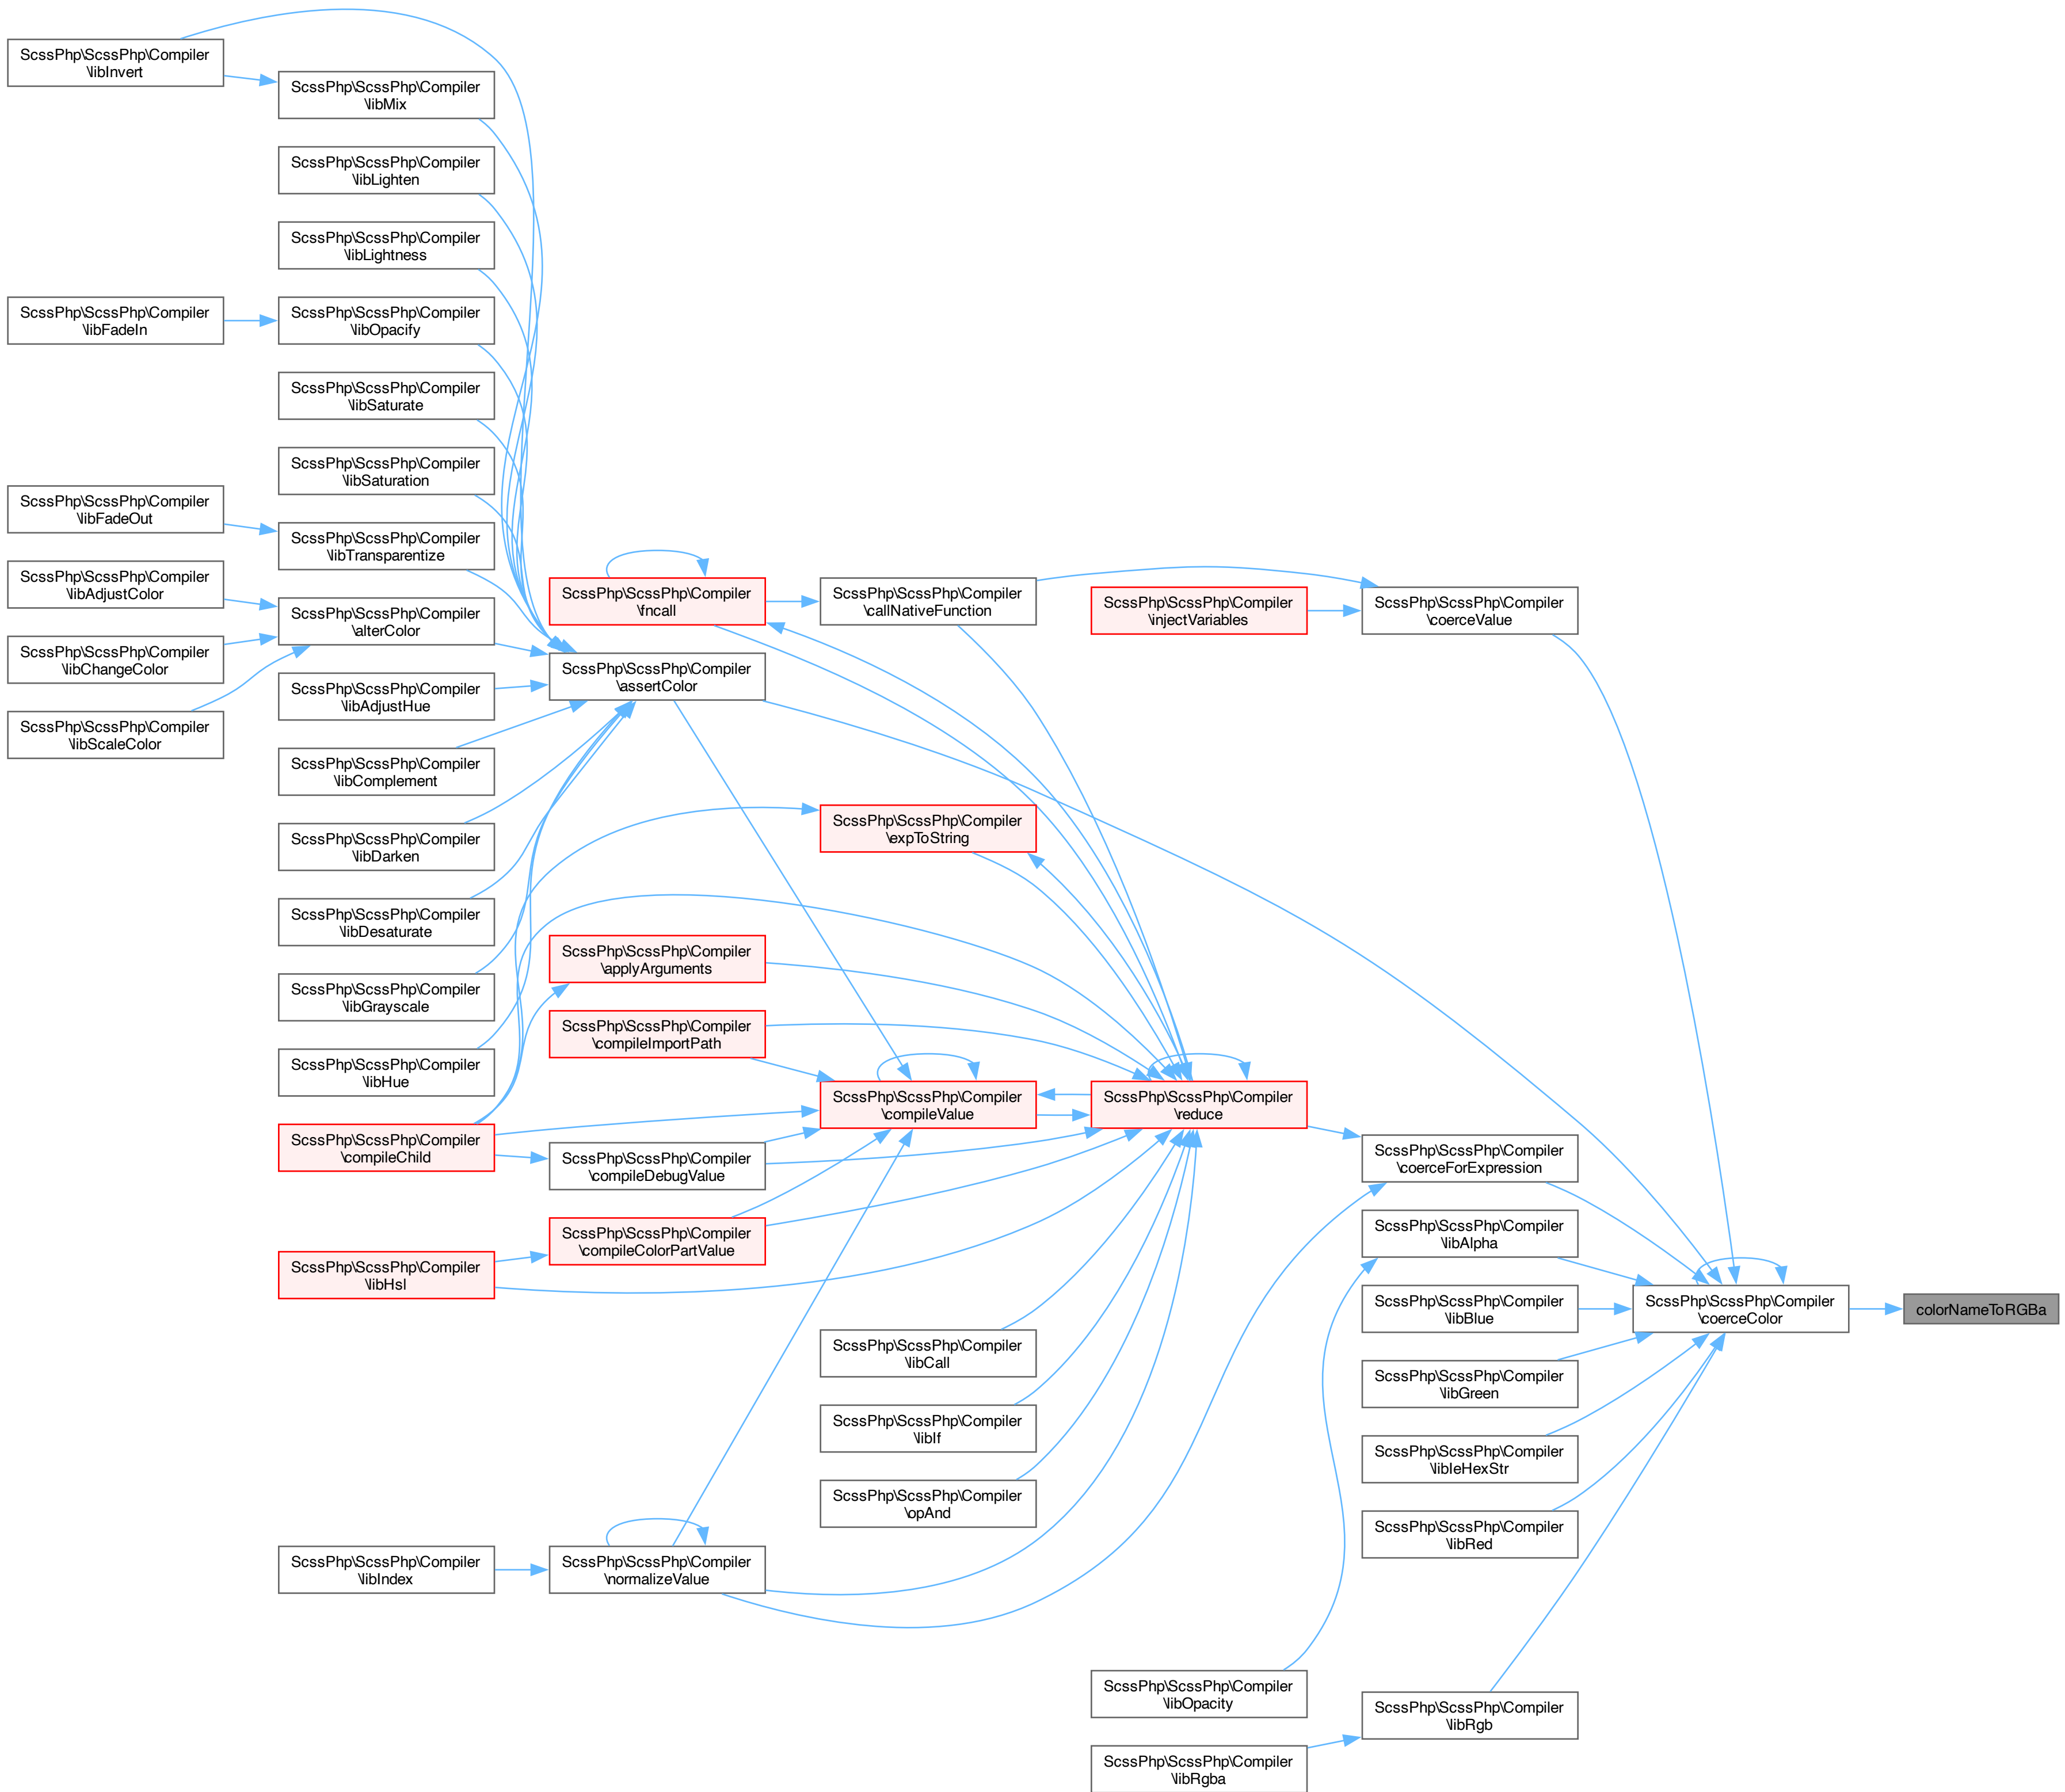 ScssPhp\ScssPhp\Compiler
\libInvert
ScssPhp\ScssPhp\Compiler
\libMix
ScssPhp\ScssPhp\Compiler
\libLighten
ScssPhp\ScssPhp\Compiler
\libLightness
ScssPhp\ScssPhp\Compiler
\libFadeIn
ScssPhp\ScssPhp\Compiler
\libOpacify
ScssPhp\ScssPhp\Compiler
\libSaturate
ScssPhp\ScssPhp\Compiler
\libSaturation
ScssPhp\ScssPhp\Compiler
\libFadeOut
ScssPhp\ScssPhp\Compiler
\libTransparentize
ScssPhp\ScssPhp\Compiler
\libAdjustColor
ScssPhp\ScssPhp\Compiler
\fncall
ScssPhp\ScssPhp\Compiler
\callNativeFunction
ScssPhp\ScssPhp\Compiler
\injectVariables
ScssPhp\ScssPhp\Compiler
\coerceValue
ScssPhp\ScssPhp\Compiler
\alterColor
ScssPhp\ScssPhp\Compiler
\libChangeColor
ScssPhp\ScssPhp\Compiler
\assertColor
ScssPhp\ScssPhp\Compiler
\libAdjustHue
ScssPhp\ScssPhp\Compiler
\libScaleColor
ScssPhp\ScssPhp\Compiler
\libComplement
ScssPhp\ScssPhp\Compiler
\expToString
ScssPhp\ScssPhp\Compiler
\libDarken
ScssPhp\ScssPhp\Compiler
\libDesaturate
ScssPhp\ScssPhp\Compiler
\applyArguments
ScssPhp\ScssPhp\Compiler
\libGrayscale
ScssPhp\ScssPhp\Compiler
\compileImportPath
ScssPhp\ScssPhp\Compiler
\libHue
ScssPhp\ScssPhp\Compiler
\compileValue
ScssPhp\ScssPhp\Compiler
\reduce
ScssPhp\ScssPhp\Compiler
\compileChild
ScssPhp\ScssPhp\Compiler
\compileDebugValue
ScssPhp\ScssPhp\Compiler
\coerceForExpression
ScssPhp\ScssPhp\Compiler
\compileColorPartValue
ScssPhp\ScssPhp\Compiler
\libAlpha
ScssPhp\ScssPhp\Compiler
\libHsl
ScssPhp\ScssPhp\Compiler
\libBlue
ScssPhp\ScssPhp\Compiler
\coerceColor
colorNameToRGBa
ScssPhp\ScssPhp\Compiler
\libCall
ScssPhp\ScssPhp\Compiler
\libGreen
ScssPhp\ScssPhp\Compiler
\libIf
ScssPhp\ScssPhp\Compiler
\libIeHexStr
ScssPhp\ScssPhp\Compiler
\opAnd
ScssPhp\ScssPhp\Compiler
\libRed
ScssPhp\ScssPhp\Compiler
\libIndex
ScssPhp\ScssPhp\Compiler
\normalizeValue
ScssPhp\ScssPhp\Compiler
\libOpacity
ScssPhp\ScssPhp\Compiler
\libRgb
ScssPhp\ScssPhp\Compiler
\libRgba